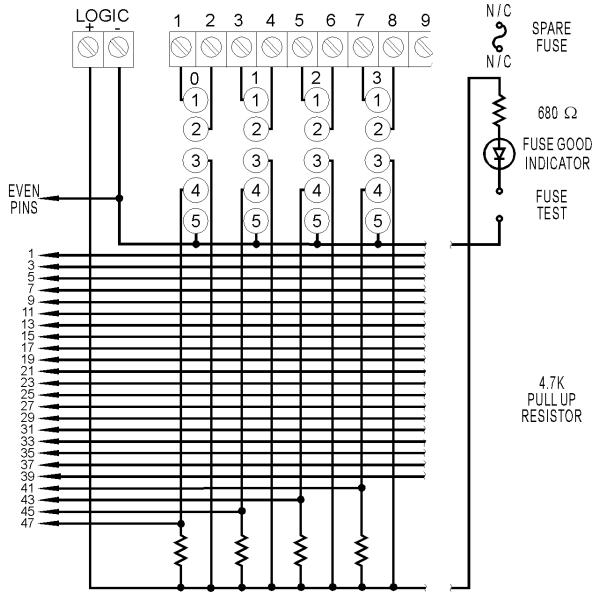 LOGIC
+ -
1 2 3 4 5 6 7 8 9
0 1 2 3
1 1 1 1
2 2 2 2
3 3 3 3
4 4 4 4
5 5 5 5
N/C
SPARE
FUSE
N/C
680 Ω
FUSE GOOD
INDICATOR
FUSE
TEST
EVEN
PINS
1
3
5
7
9
11
13
15
17
19
21
23
25
27
29
31
33
35
37
39
41
43
45
47
4.7K
PULL UP
RESISTOR